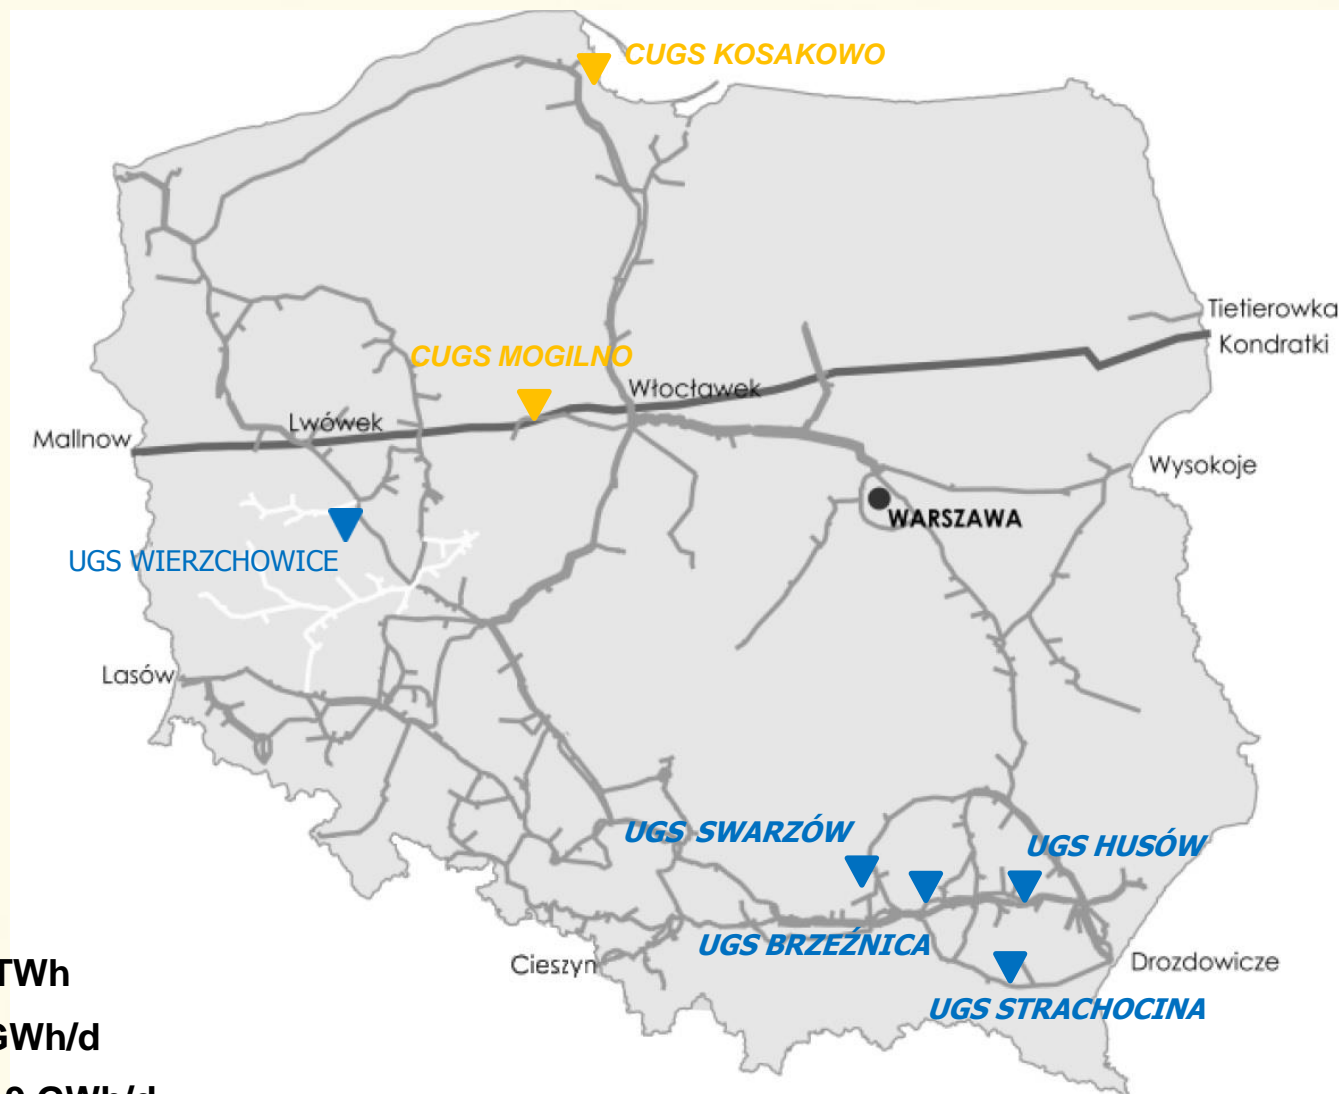 CUGS KOSAKOWO
Tietierowka
Kondratki
CUGS MOGILNO
Włocławek
Lwówek
Mallnow
Wysokoje
WARSZAWA
UGS WIERZCHOWICE
Lasów
UGS SWARZÓW
UGS HUSÓW
UGS BRZEŹNICA
Cieszyn
Drozdowicze
UGS STRACHOCINA
TWh
GWh/d
GWh/d